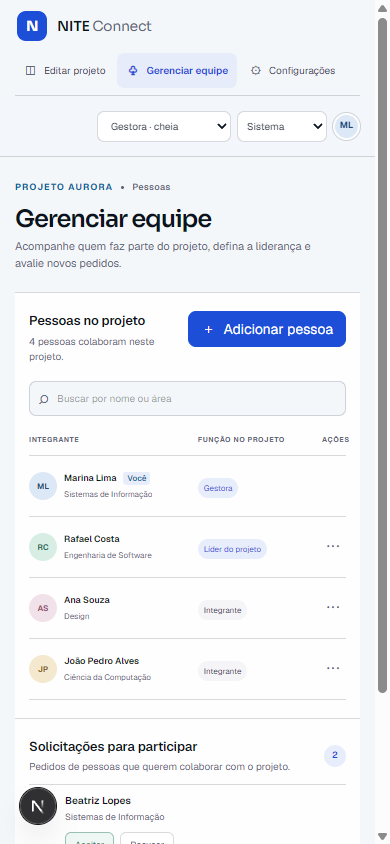 N NITE Connect
Editar projeto Gerenciar equipe Configurações
Gestora · cheia Sistema ML
PROJETO AURORA • Pessoas
Gerenciar equipe
Acompanhe quem faz parte do projeto, defina a liderança e
avalie novos pedidos.
Pessoas no projeto
+ Adicionar pessoa
4 pessoas colaboram neste
projeto.
Buscar por nome ou área
INTEGRANTE FUNÇÃO NO PROJETO AÇÕES
ML Marina Lima Você
Sistemas de Informação
Gestora
RC Rafael Costa
Engenharia de Software
Líder do projeto ...
AS Ana Souza
Design
Integrante ...
JP João Pedro Alves
Ciência da Computação
Integrante ...
Solicitações para participar
Pedidos de pessoas que querem colaborar com o projeto.
2
N Beatriz Lopes
Sistemas de Informação